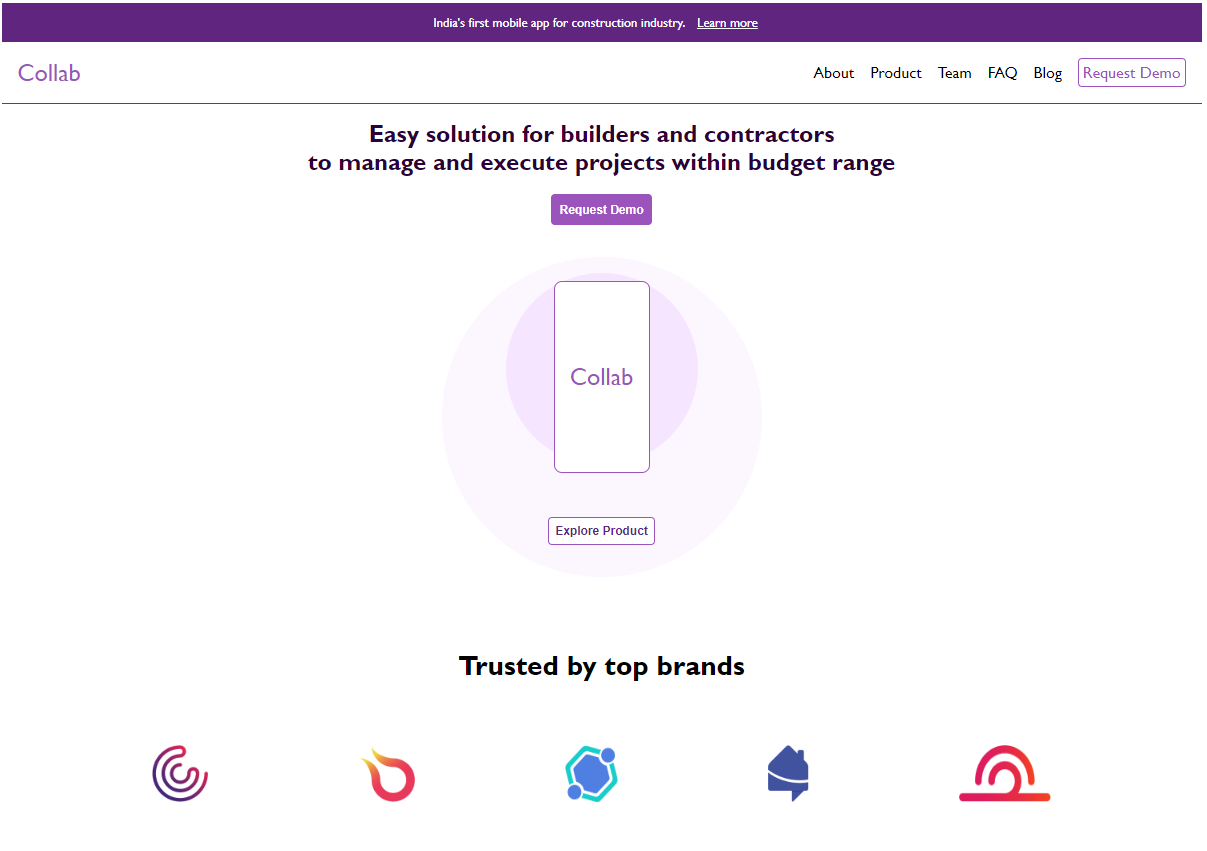 India's first mobile app for construction industry. Learn more
Collab
About Product Team FAQ Blog Request Demo
Easy solution for builders and contractors
to manage and execute projects within budget range
Request Demo
Collab
Explore Product
Trusted by top brands